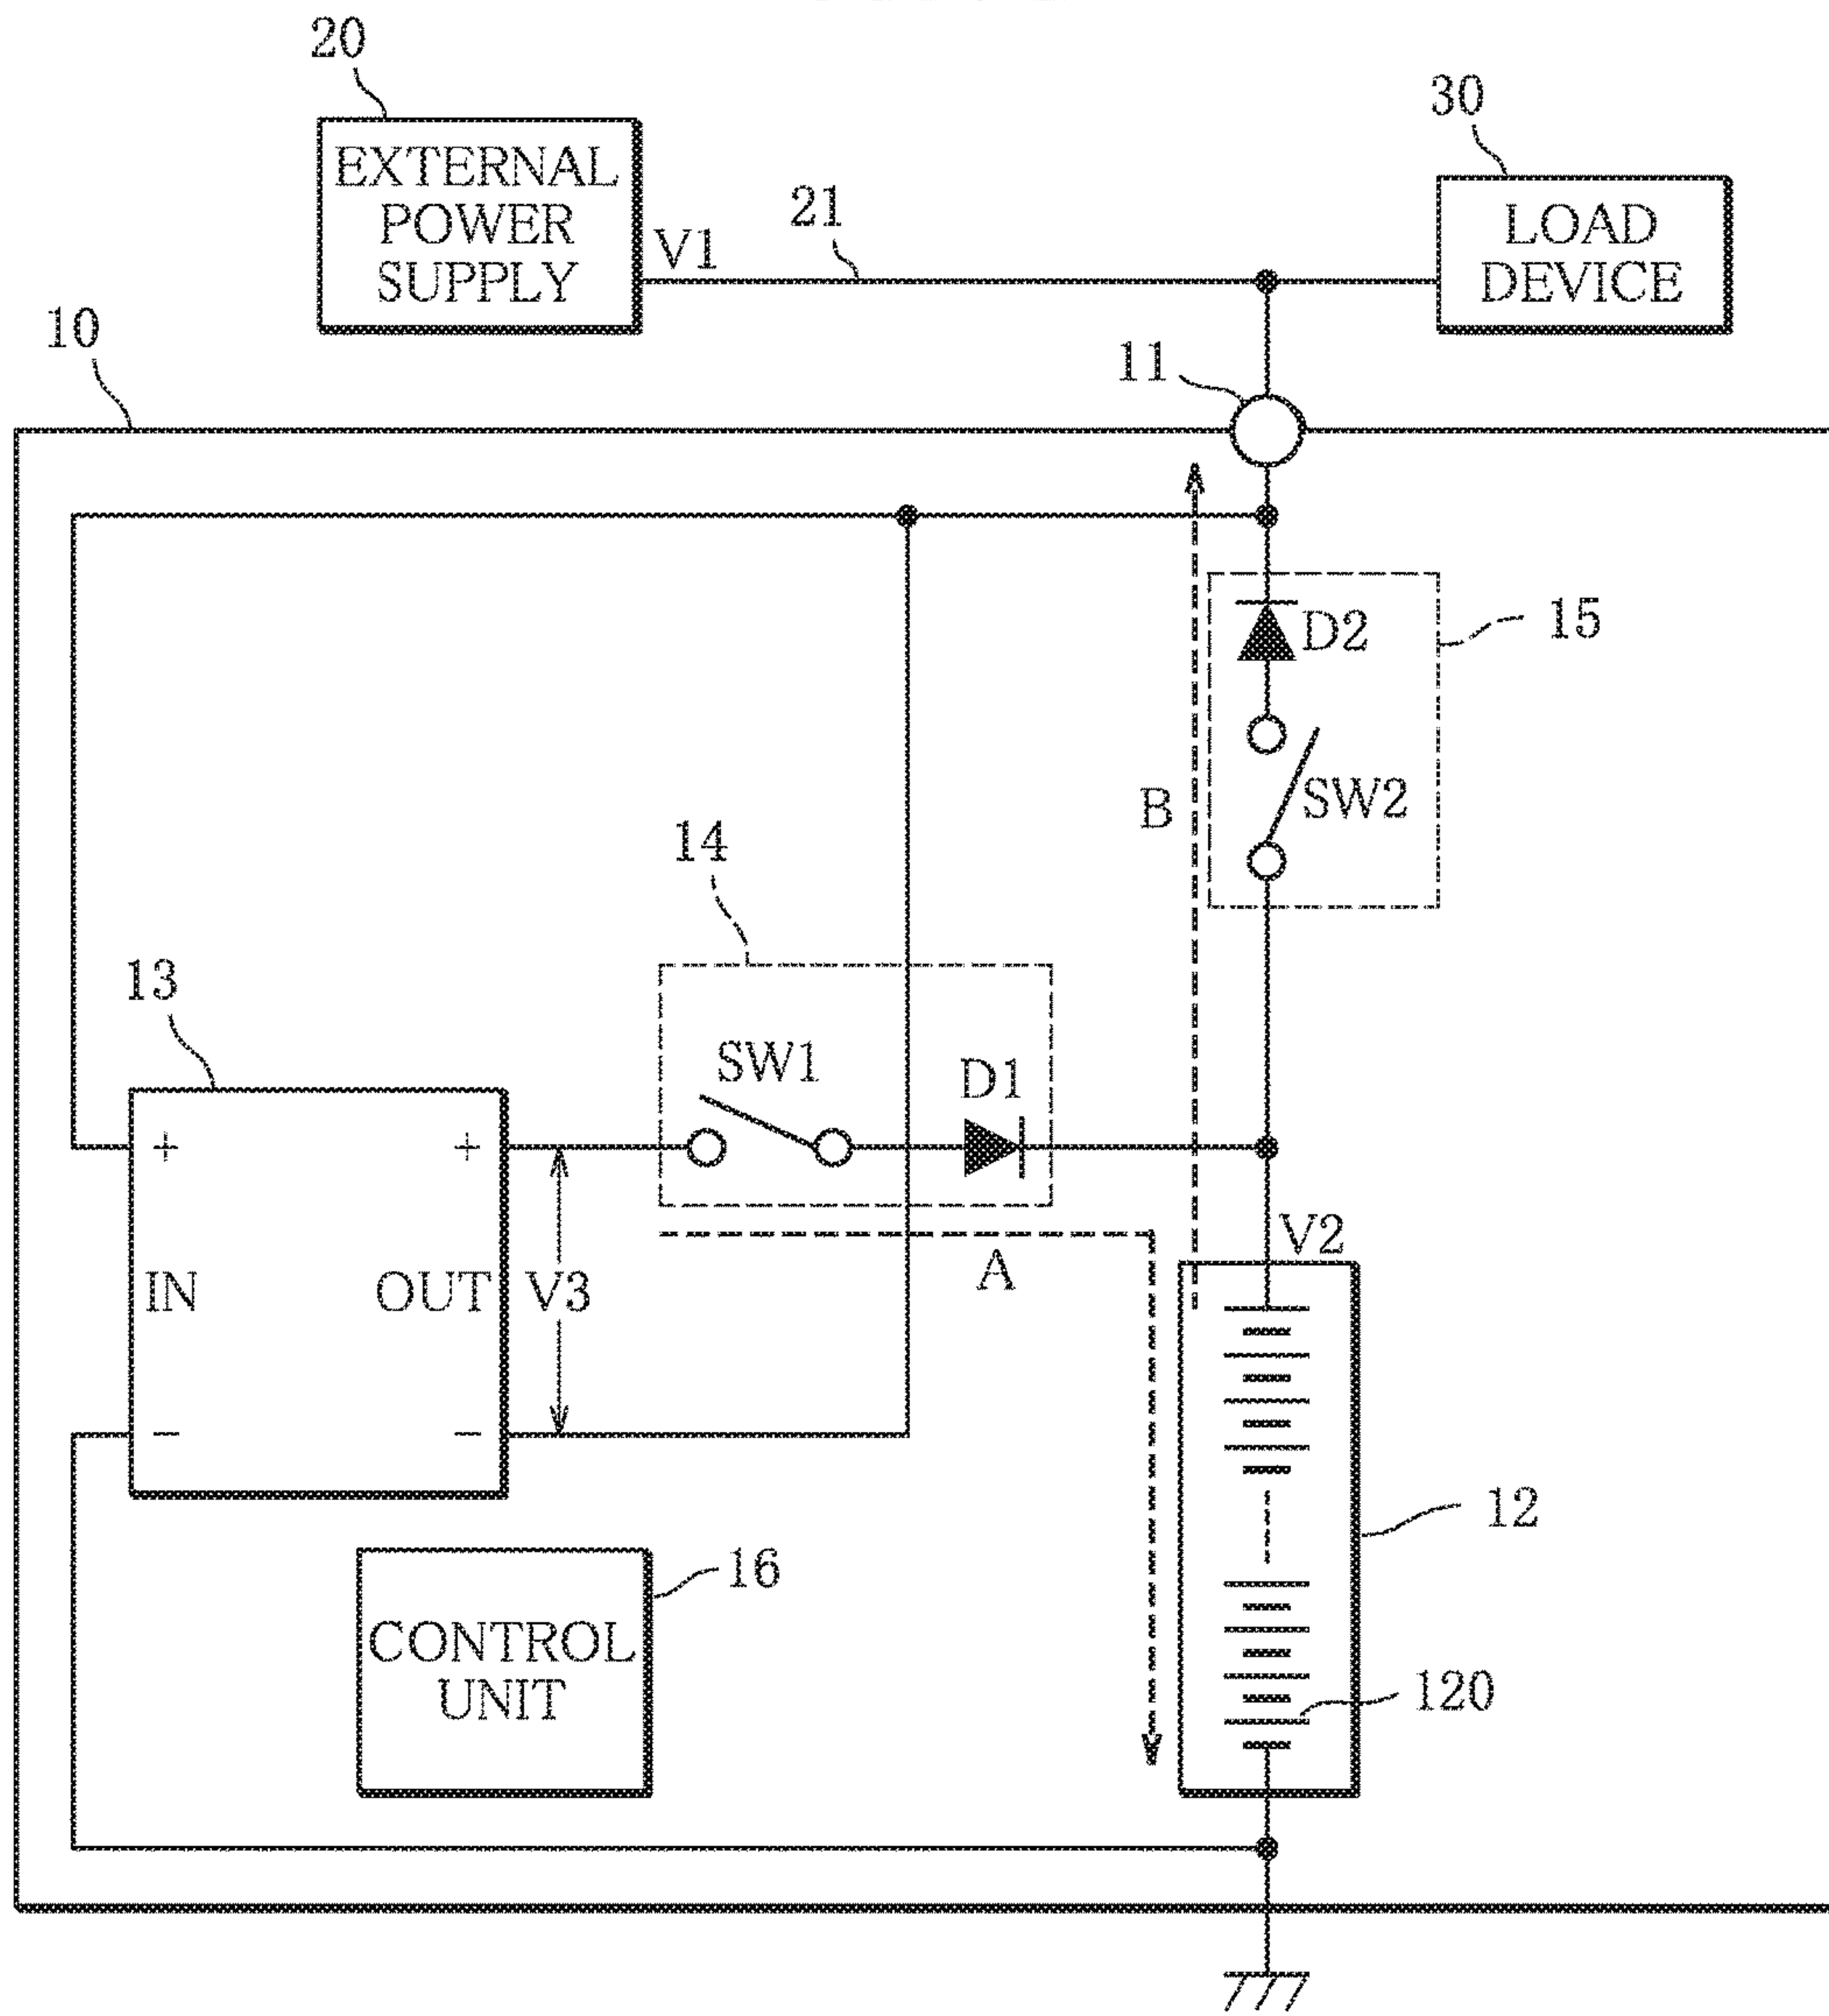 20
EXTERNAL
POWER
SUPPLY
V1
21
30
LOAD
DEVICE
10
11
D2
15
SW2
B
14
13
SW1
D1
+
+
V2
A
IN
OUT
V3
−
−
12
16
CONTROL
UNIT
120